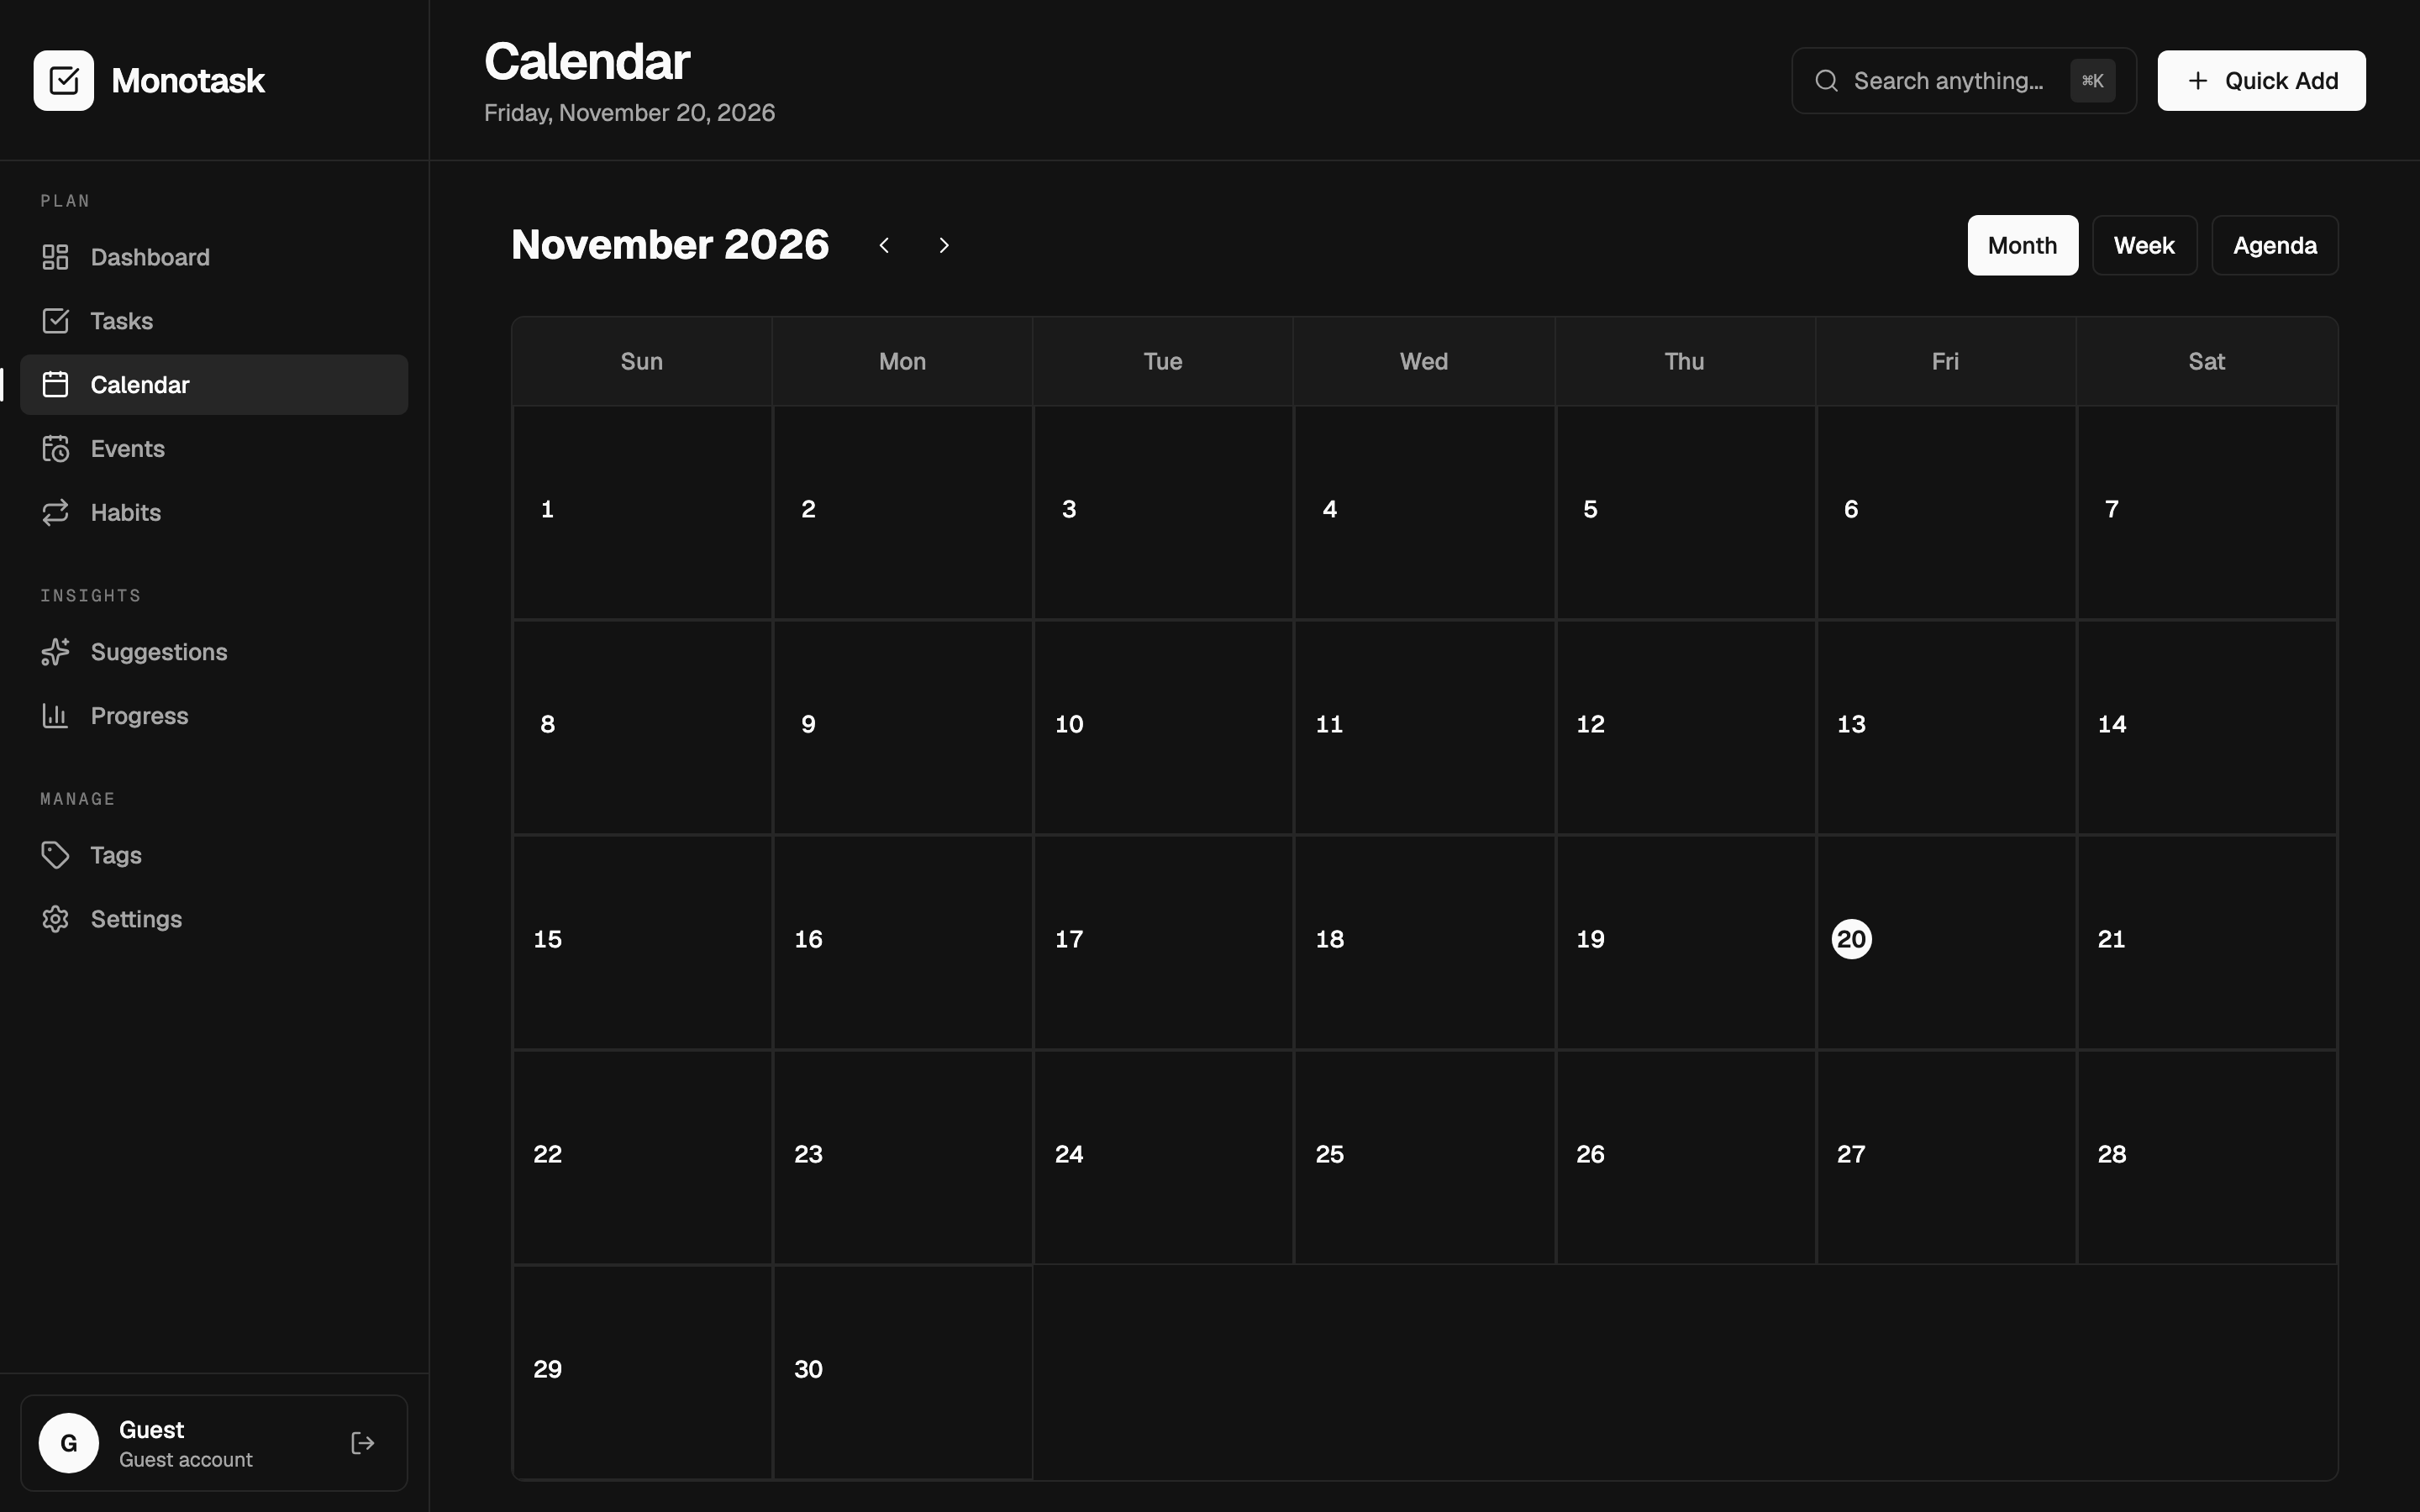 Monotask
PLAN
Dashboard
Tasks
Calendar
Events
Habits
INSIGHTS
Suggestions
Progress
MANAGE
Tags
Settings
G
Guest
Guest account
Calendar
Friday, November 20, 2026
Search anything... ⌘K
Quick Add
November 2026
Month Week Agenda
Sun Mon Tue Wed Thu Fri Sat
1 2 3 4 5 6 7
8 9 10 11 12 13 14
15 16 17 18 19 20 21
22 23 24 25 26 27 28
29 30